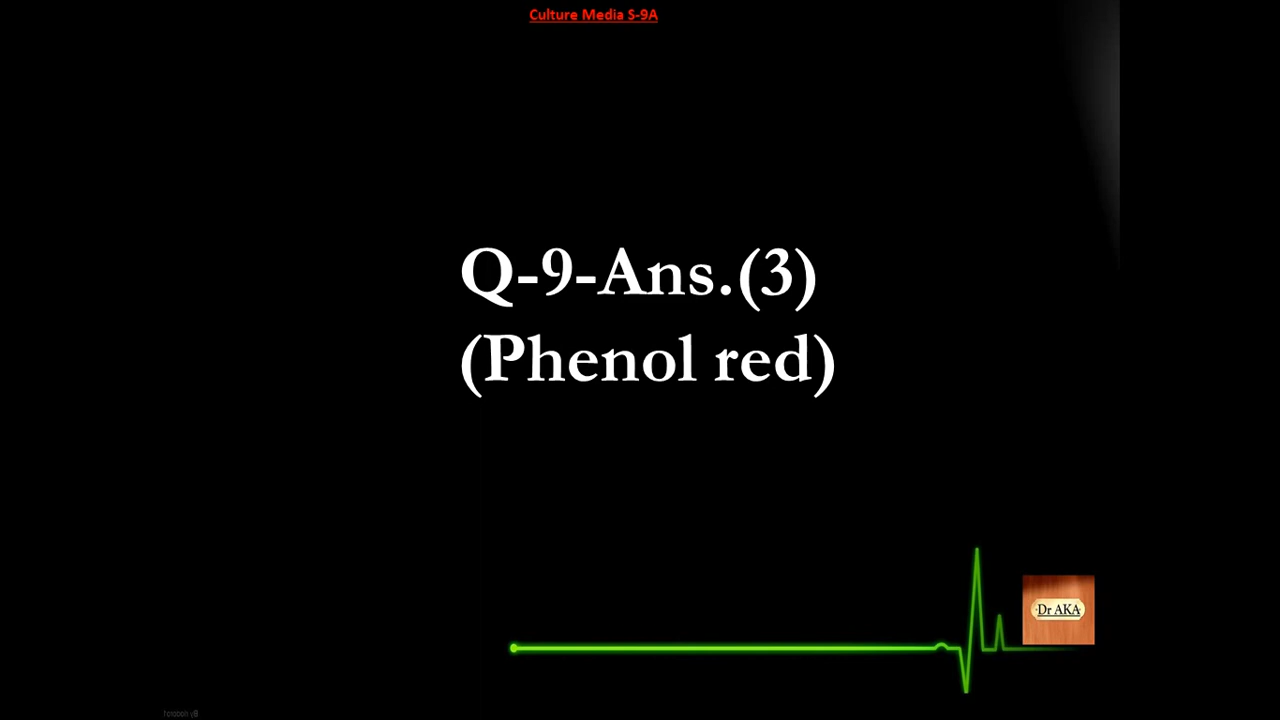 Culture Media S-9A
Q-9-Ans.(3)
(Phenol red)
Dr AKA